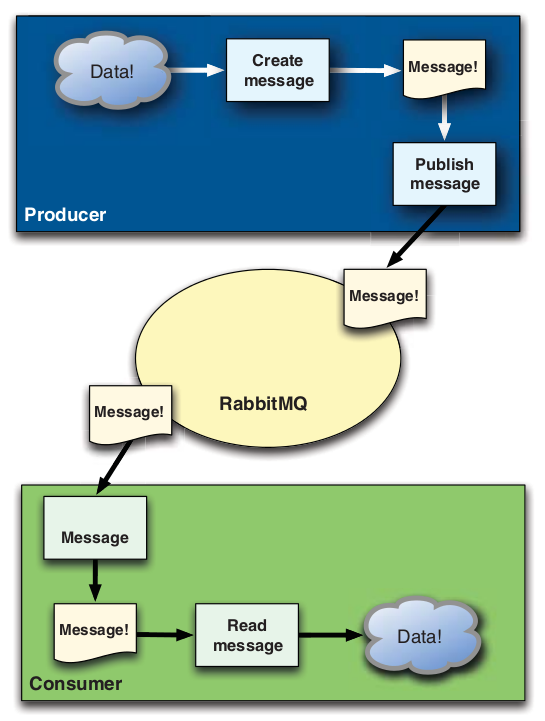 Data!
Create
message
Message!
Publish
message
Producer
Message!
RabbitMQ
Message!
Message
Message!
Read
message
Data!
Consumer